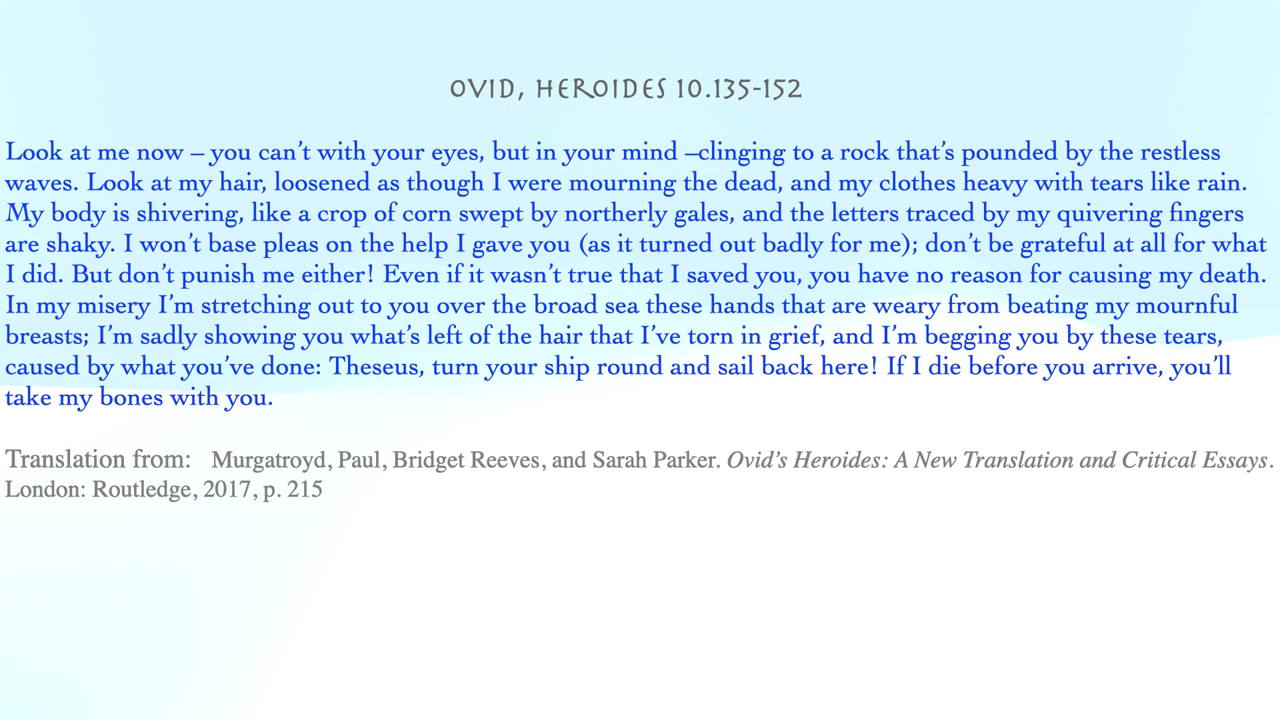 OVID, HEROIDES 10.135-152
Look at me now – you can't with your eyes, but in your mind –clinging to a rock that's pounded by the restless
waves. Look at my hair, loosened as though I were mourning the dead, and my clothes heavy with tears like rain.
My body is shivering, like a crop of corn swept by northerly gales, and the letters traced by my quivering fingers
are shaky. I won't base pleas on the help I gave you (as it turned out badly for me); don't be grateful at all for what
I did. But don't punish me either! Even if it wasn't true that I saved you, you have no reason for causing my death.
In my misery I'm stretching out to you over the broad sea these hands that are weary from beating my mournful
breasts; I'm sadly showing you what's left of the hair that I've torn in grief, and I'm begging you by these tears,
caused by what you've done: Theseus, turn your ship round and sail back here! If I die before you arrive, you'll
take my bones with you.
Translation from: Murgatroyd, Paul, Bridget Reeves, and Sarah Parker. Ovid's Heroides: A New Translation and Critical Essays.
London: Routledge, 2017, p. 215